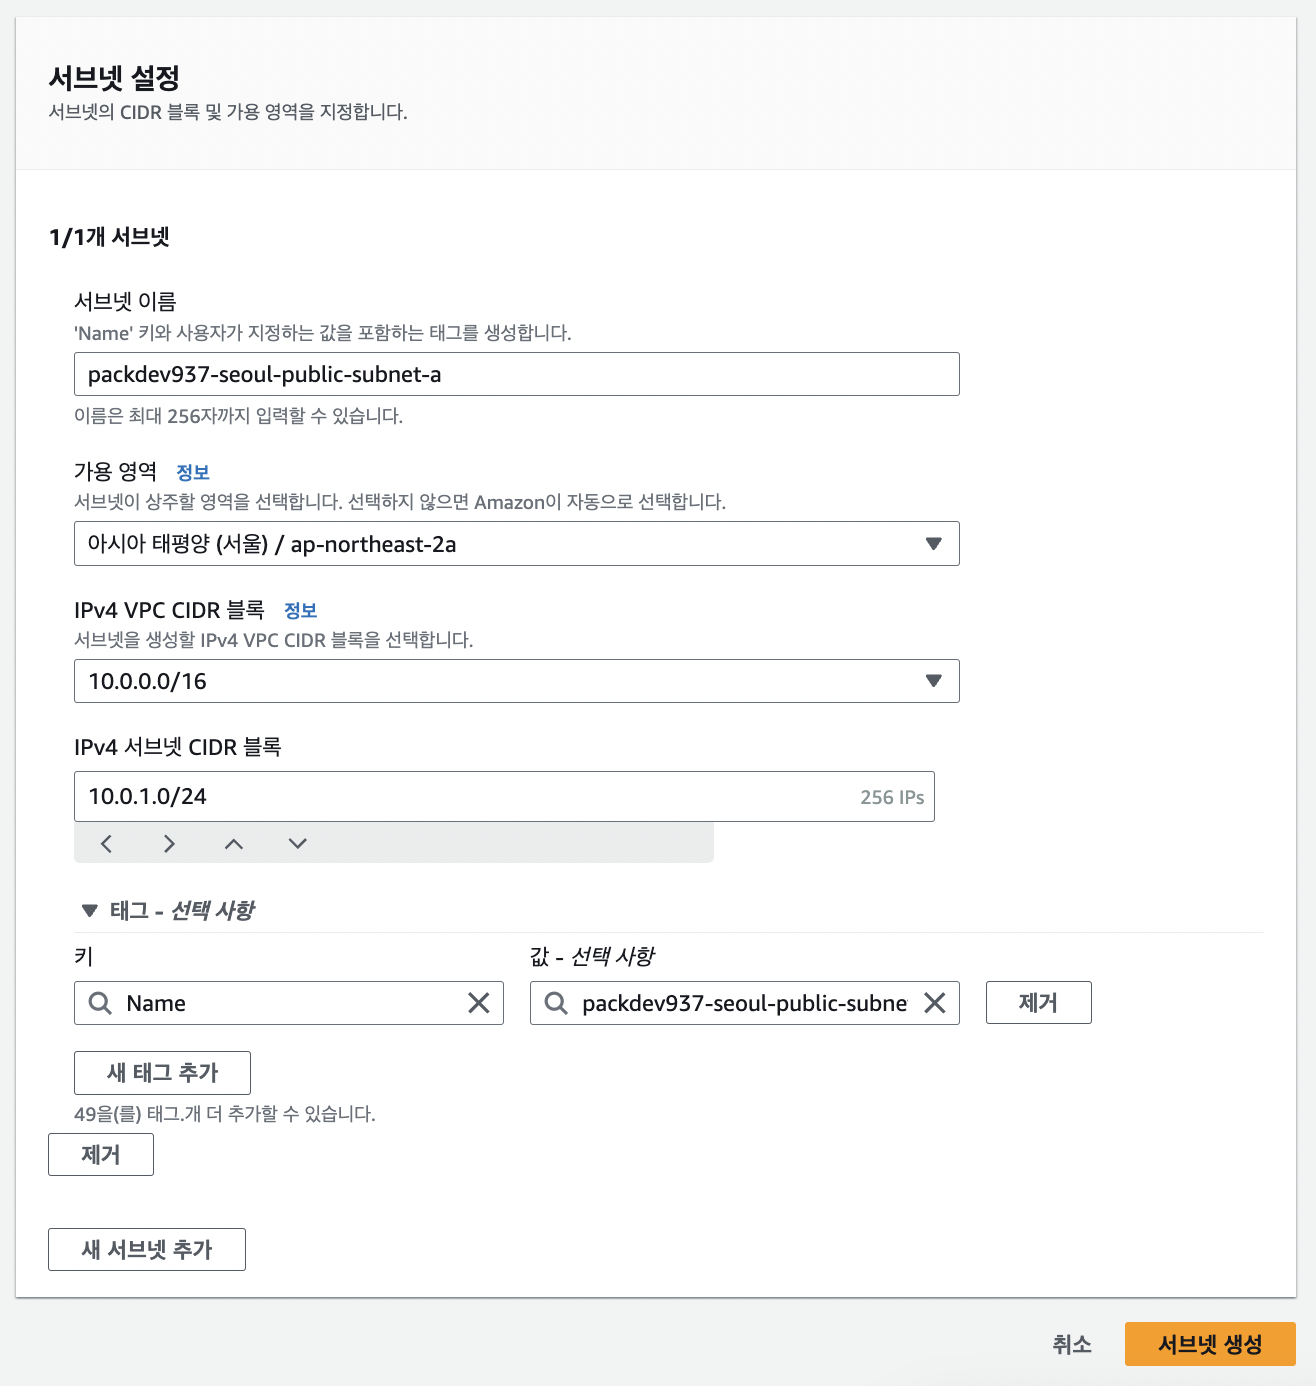 서브넷 설정
서브넷의 CIDR 블록 및 가용 영역을 지정합니다.
1/1개 서브넷
서브넷 이름
'Name' 키와 사용자가 지정하는 값을 포함하는 태그를 생성합니다.
packdev937-seoul-public-subnet-a
이름은 최대 256자까지 입력할 수 있습니다.
가용 영역 정보
서브넷이 상주할 영역을 선택합니다. 선택하지 않으면 Amazon이 자동으로 선택합니다.
아시아 태평양 (서울) / ap-northeast-2a
IPv4 VPC CIDR 블록 정보
서브넷을 생성할 IPv4 VPC CIDR 블록을 선택합니다.
10.0.0.0/16
IPv4 서브넷 CIDR 블록
10.0.1.0/24 256 IPs
태그 - 선택 사항
키 값 - 선택 사항
Name packdev937-seoul-public-subne 제거
새 태그 추가
49을(를) 태그.개 더 추가할 수 있습니다.
제거
새 서브넷 추가
취소 서브넷 생성